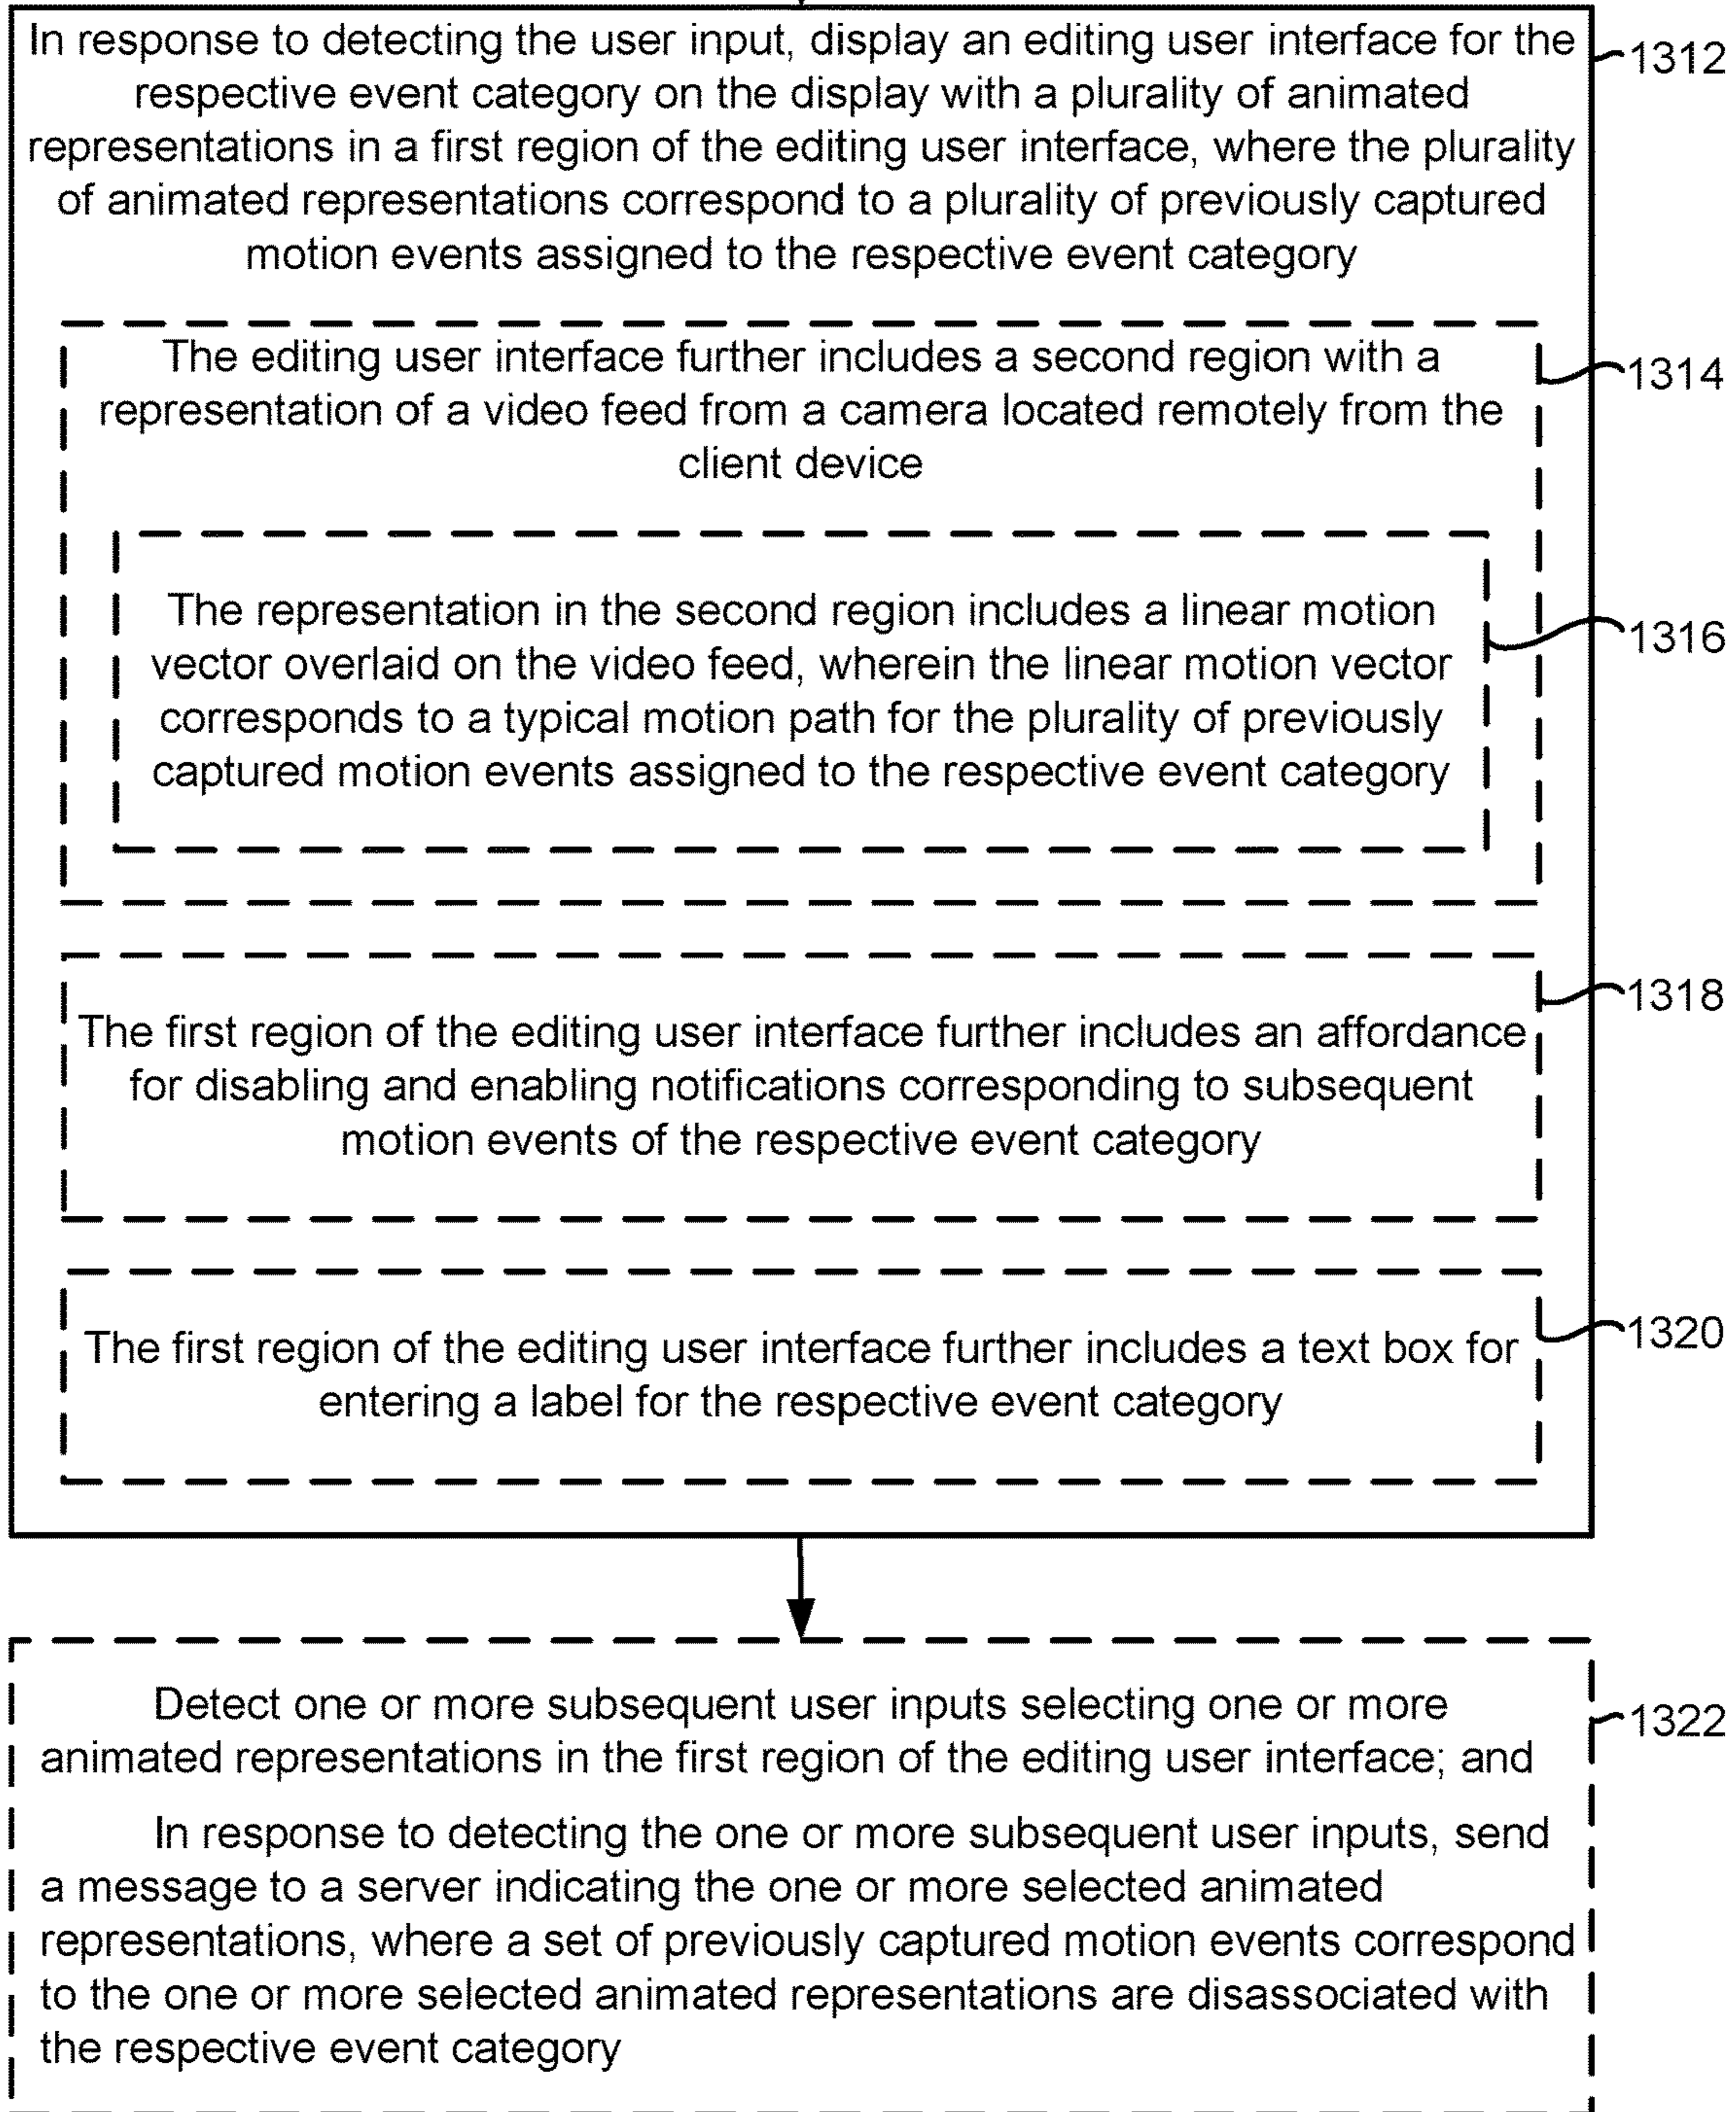 In response to detecting the user input, display an editing user interface for the
respective event category on the display with a plurality of animated
representations in a first region of the editing user interface, where the plurality
of animated representations correspond to a plurality of previously captured
motion events assigned to the respective event category
1312
The editing user interface further includes a second region with a
representation of a video feed from a camera located remotely from the
client device
1314
The representation in the second region includes a linear motion
vector overlaid on the video feed, wherein the linear motion vector
corresponds to a typical motion path for the plurality of previously
captured motion events assigned to the respective event category
1316
The first region of the editing user interface further includes an affordance
for disabling and enabling notifications corresponding to subsequent
motion events of the respective event category
1318
The first region of the editing user interface further includes a text box for
entering a label for the respective event category
1320
Detect one or more subsequent user inputs selecting one or more
animated representations in the first region of the editing user interface; and
In response to detecting the one or more subsequent user inputs, send
a message to a server indicating the one or more selected animated
representations, where a set of previously captured motion events correspond
to the one or more selected animated representations are disassociated with
the respective event category
1322